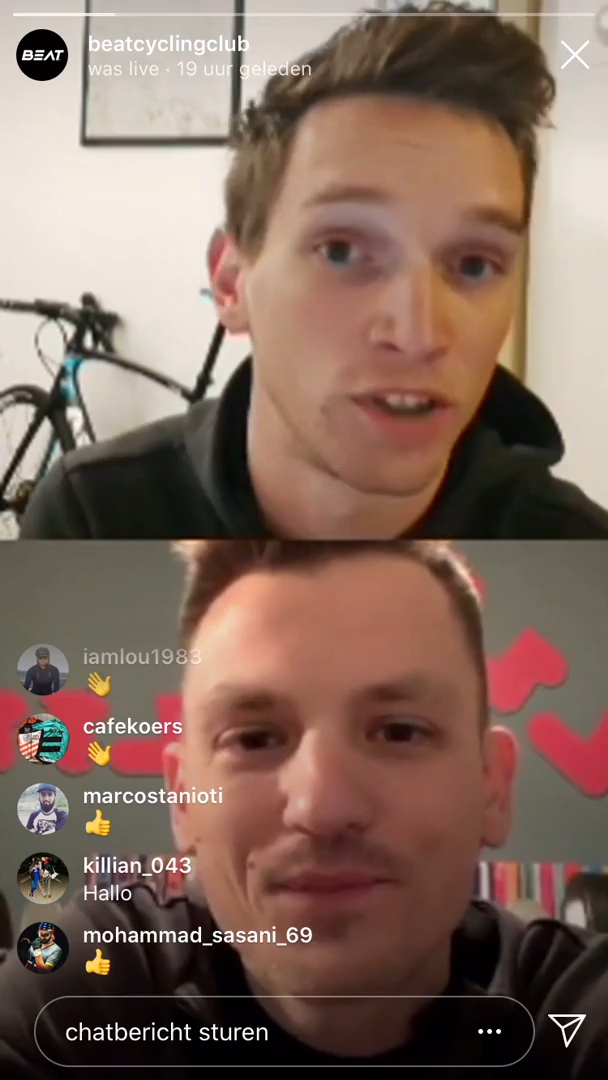 BEAT
beatcyclingclub
was live · 19 uur geleden
iamlou1983
👋
cafekoers
👋
marcostanioti
👍
killian_043
Hallo
mohammad_sasani_69
👍
chatbericht sturen